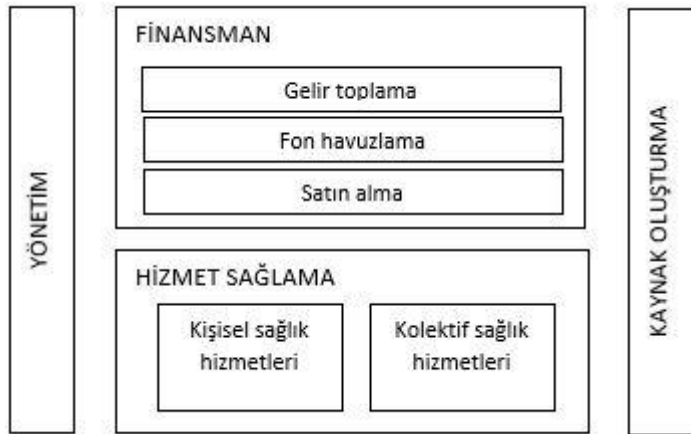 YÖNETİM
FİNANSMAN
Gelir toplama
Fon havuzlama
Satın alma
HİZMET SAĞLAMA
Kişisel sağlık
hizmetleri
Kolektif sağlık
hizmetleri
KAYNAK OLUŞTURMA